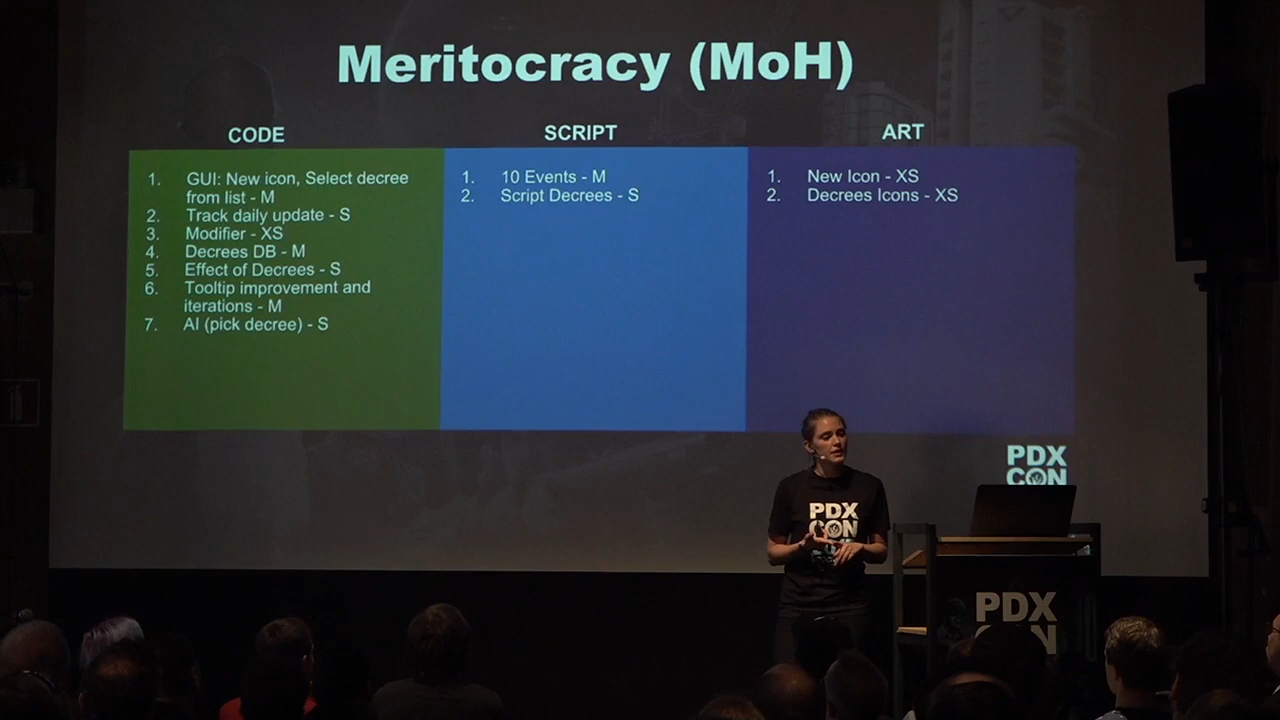 Meritocracy (MoH)
CODE
1. GUI: New icon, Select decree
from list - M
2. Track daily update - S
3. Modifier - XS
4. Decrees DB - M
5. Effect of Decrees - S
6. Tooltip improvement and
iterations - M
7. AI (pick decree) - S
SCRIPT
1. 10 Events - M
2. Script Decrees - S
ART
1. New Icon - XS
2. Decrees Icons - XS
PDX
CON
PDX
CON
PDX
CON